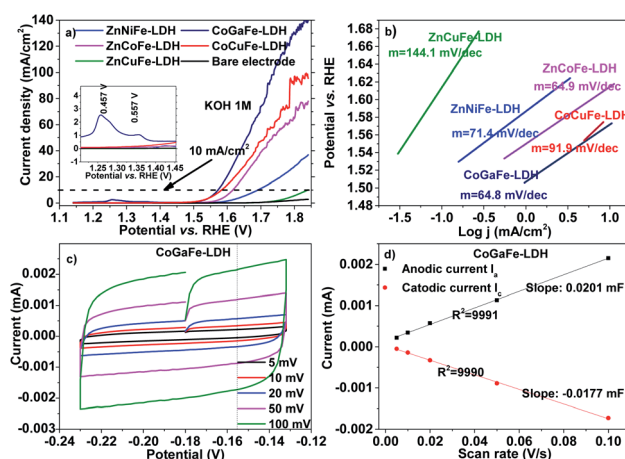 a)
ZnNiFe-LDH
CoGaFe-LDH
ZnCoFe-LDH
CoCuFe-LDH
ZnCuFe-LDH
Bare electrode
KOH 1M
10 mA/cm²
0.457 V
0.557 V
4
3
2
1
0
1.25 1.30 1.35 1.40 1.45
Potential vs. RHE (V)
Current density (mA/cm²)
140
120
100
80
60
40
20
0
1.1 1.2 1.3 1.4 1.5 1.6 1.7 1.8
Potential vs. RHE (V)
b)
ZnCuFe-LDH
m=144.1 mV/dec
ZnCoFe-LDH
m=64.9 mV/dec
ZnNiFe-LDH
m=71.4 mV/dec
CoCuFe-LDH
m=91.9 mV/dec
CoGaFe-LDH
m=64.8 mV/dec
Potential vs. RHE
1.68
1.65
1.62
1.59
1.56
1.53
1.50
-1.5 -1.0 -0.5 0.0 0.5 1.0
Log j (mA/cm²)
CoGaFe-LDH
c)
5 mV
10 mV
20 mV
50 mV
100 mV
Current (mA)
0.002
0.001
0.000
-0.001
-0.002
-0.003
-0.24 -0.22 -0.20 -0.18 -0.16 -0.14 -0.12
Potential (V)
CoGaFe-LDH
d)
Anodic current Iₐ
Catodic current I꜀
Slope: 0.0201 mF
R²=9991
R²=9990
Slope: -0.0177 mF
Current (mA)
0.002
0.001
0.000
-0.001
-0.002
0.00 0.02 0.04 0.06 0.08 0.10
Scan rate (V/s)